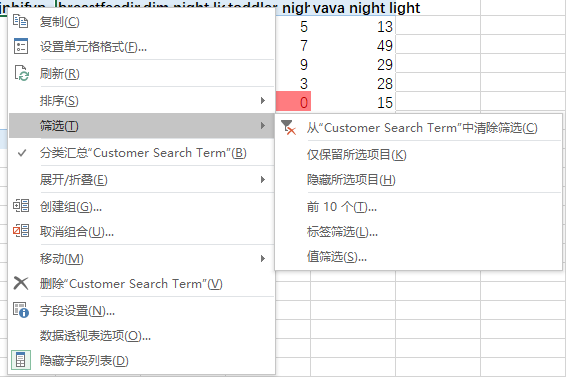 breastfeeding dim night li toddler nigh vava night light
复制(C)
5 13
设置单元格格式(F)...
7 49
刷新(R)
9 29
3 28
排序(S)
0 15
筛选(T)
从“Customer Search Term”中清除筛选(C)
分类汇总“Customer Search Term”(B)
仅保留所选项目(K)
展开/折叠(E)
隐藏所选项目(H)
创建组(G)...
前 10 个(T)...
取消组合(U)...
标签筛选(L)...
移动(M)
值筛选(S)...
删除“Customer Search Term”(V)
字段设置(N)...
数据透视表选项(O)...
隐藏字段列表(D)